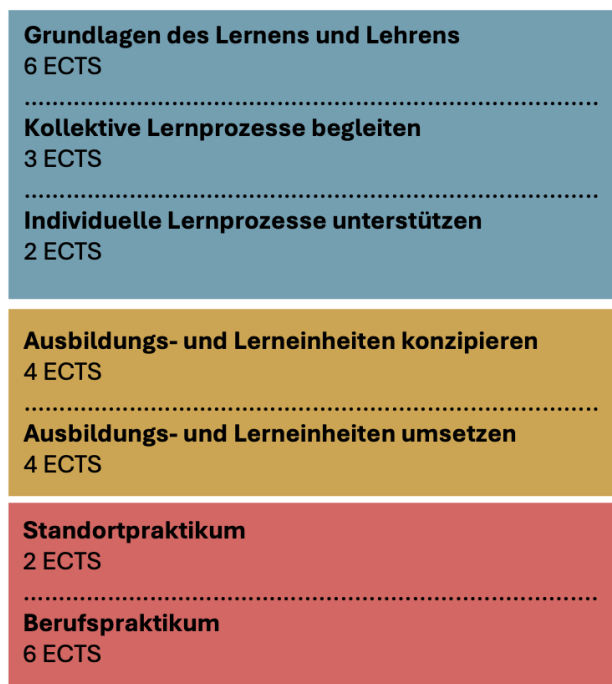 Grundlagen des Lernens und Lehrens
6 ECTS
Kollektive Lernprozesse begleiten
3 ECTS
Individuelle Lernprozesse unterstützen
2 ECTS
Ausbildungs- und Lerneinheiten konzipieren
4 ECTS
Ausbildungs- und Lerneinheiten umsetzen
4 ECTS
Standortpraktikum
2 ECTS
Berufspraktikum
6 ECTS